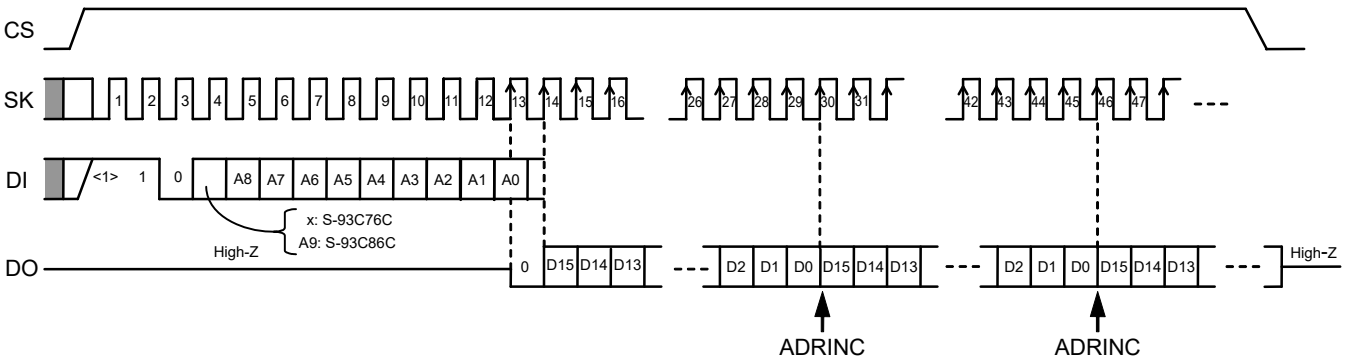 CS
SK 1 2 3 4 5 6 7 8 9 10 11 12 13 14 15 16 26 27 28 29 30 31 42 43 44 45 46 47
DI <1> 1 0 A8 A7 A6 A5 A4 A3 A2 A1 A0
x: S-93C76C
A9: S-93C86C
High-Z
High-Z
DO 0 D15 D14 D13 D2 D1 D0 D15 D14 D13 D2 D1 D0 D15 D14 D13
ADRINC ADRINC